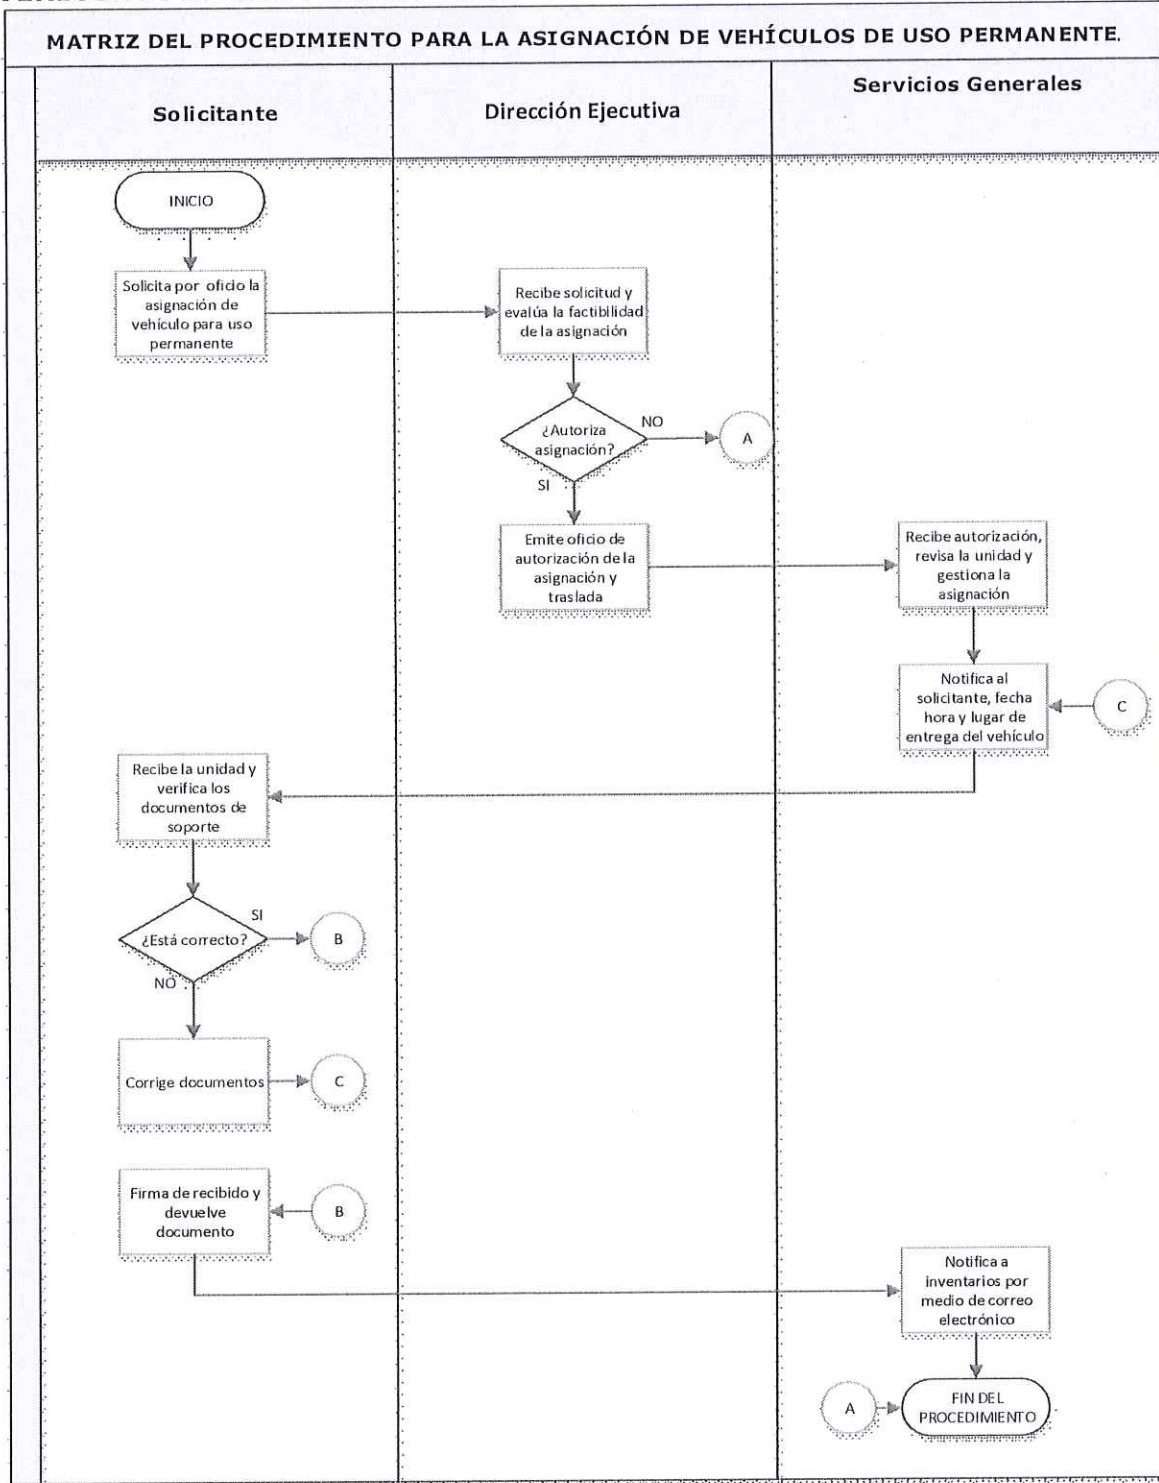 MATRIZ DEL PROCEDIMIENTO PARA LA ASIGNACIÓN DE VEHÍCULOS DE USO PERMANENTE.
Solicitante
Dirección Ejecutiva
Servicios Generales
INICIO
Solicita por oficio la
asignación de
vehículo para uso
permanente
Recibe solicitud y
evalúa la factibilidad
de la asignación
¿Autoriza
asignación?
NO
A
SI
Emite oficio de
autorización de la
asignación y
traslada
Recibe autorización,
revisa la unidad y
gestiona la
asignación
Notifica al
solicitante, fecha
hora y lugar de
entrega del vehículo
C
Recibe la unidad y
verifica los
documentos de
soporte
¿Está correcto?
SI
B
NO
Corrige documentos
C
Firma de recibido y
devuelve
documento
B
Notifica a
inventarios por
medio de correo
electrónico
A
FIN DEL
PROCEDIMIENTO